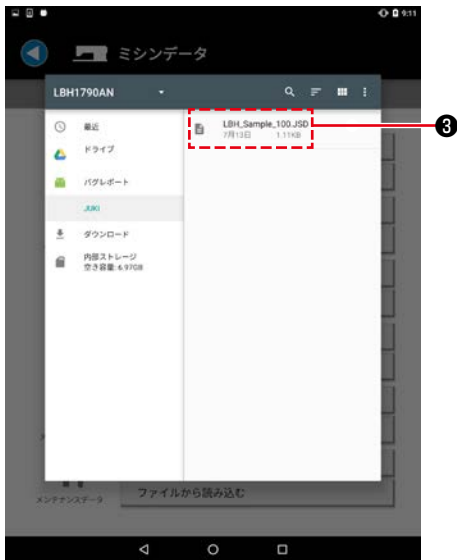 9:11
ミシンデータ
LBH1790AN
最近
ドライブ
バグレポート
JUKI
ダウンロード
内部ストレージ
空き容量: 6.97GB
LBH_Sample_100.JSD
7月13日 1.11KB
❸
メンテナンスデータ
ファイルから読み込む